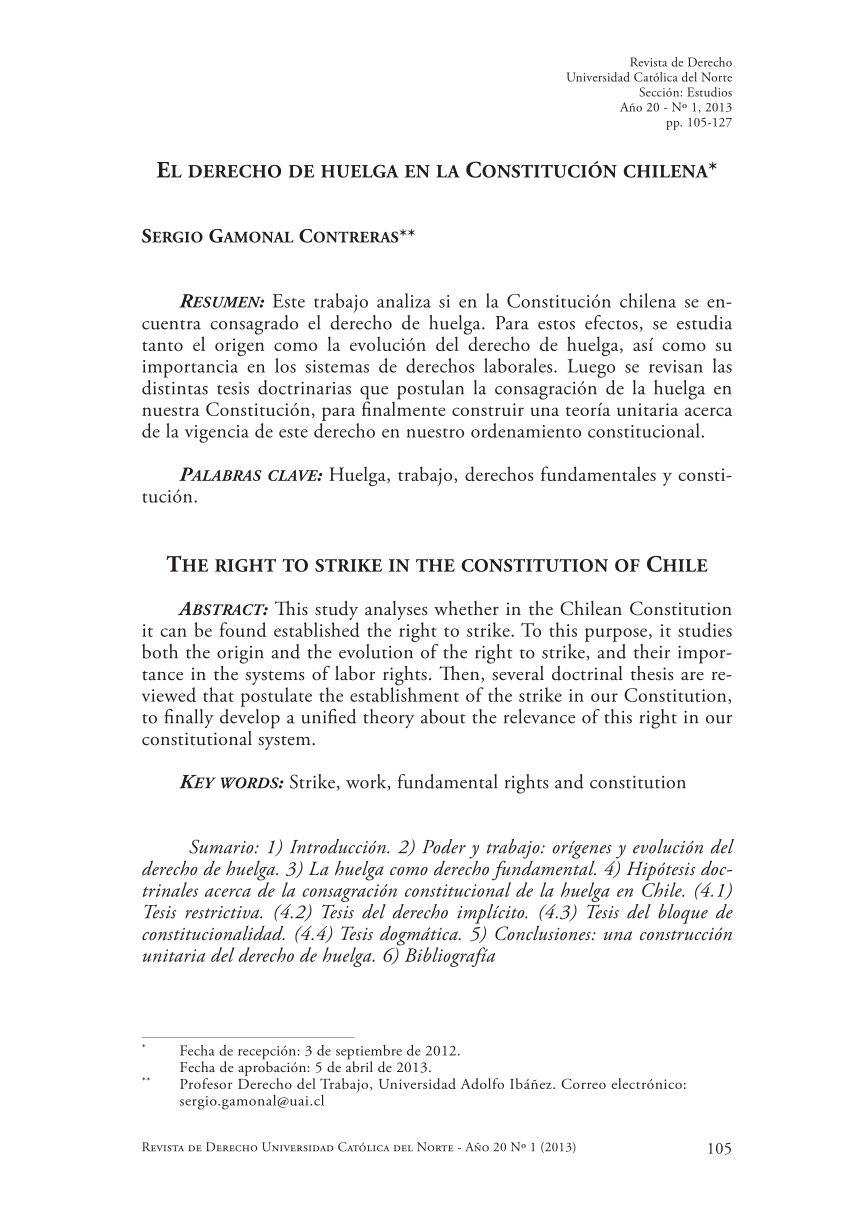 Revista de Derecho
Universidad Católica del Norte
Sección: Estudios
Año 20 - Nº 1, 2013
pp. 105-127
El derecho de huelga en la Constitución chilena*
Sergio Gamonal Contreras**
Resumen: Este trabajo analiza si en la Constitución chilena se en-
cuentra consagrado el derecho de huelga. Para estos efectos, se estudia
tanto el origen como la evolución del derecho de huelga, así como su
importancia en los sistemas de derechos laborales. Luego se revisan las
distintas tesis doctrinarias que postulan la consagración de la huelga en
nuestra Constitución, para finalmente construir una teoría unitaria acerca
de la vigencia de este derecho en nuestro ordenamiento constitucional.
Palabras clave: Huelga, trabajo, derechos fundamentales y consti-
tución.
The right to strike in the constitution of Chile
Abstract: This study analyses whether in the Chilean Constitution
it can be found established the right to strike. To this purpose, it studies
both the origin and the evolution of the right to strike, and their impor-
tance in the systems of labor rights. Then, several doctrinal thesis are re-
viewed that postulate the establishment of the strike in our Constitution,
to finally develop a unified theory about the relevance of this right in our
constitutional system.
Key words: Strike, work, fundamental rights and constitution
Sumario: 1) Introducción. 2) Poder y trabajo: orígenes y evolución del
derecho de huelga. 3) La huelga como derecho fundamental. 4) Hipótesis doc-
trinales acerca de la consagración constitucional de la huelga en Chile. (4.1)
Tesis restrictiva. (4.2) Tesis del derecho implícito. (4.3) Tesis del bloque de
constitucionalidad. (4.4) Tesis dogmática. 5) Conclusiones: una construcción
unitaria del derecho de huelga. 6) Bibliografía
* Fecha de recepción: 3 de septiembre de 2012.
Fecha de aprobación: 5 de abril de 2013.
** Profesor Derecho del Trabajo, Universidad Adolfo Ibáñez. Correo electrónico:
sergio.gamonal@uai.cl
Revista de Derecho Universidad Católica del Norte - Año 20 Nº 1 (2013) 105